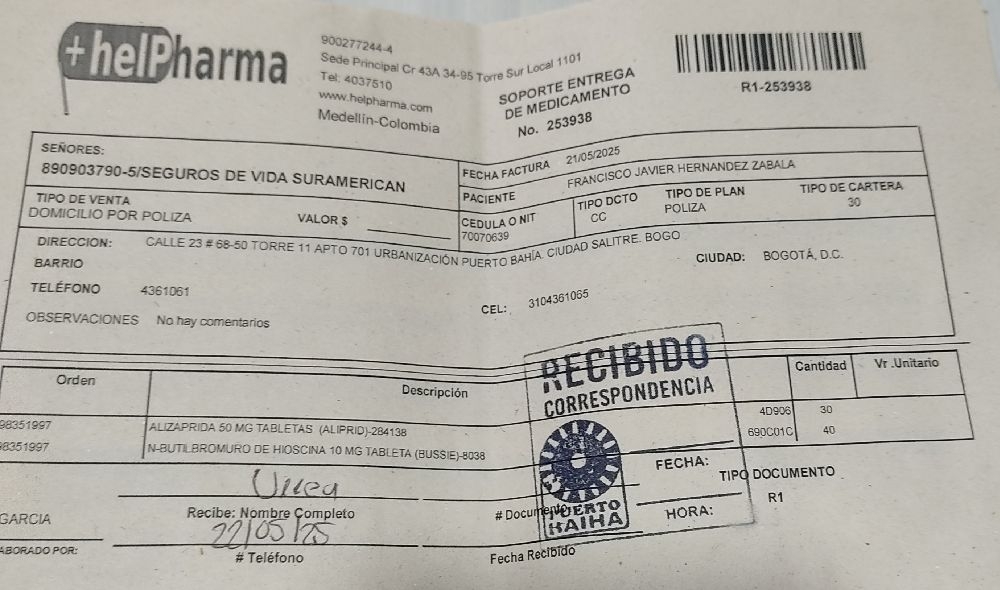 +helPharma
900277244-4
Sede Principal Cr 43A 34-95 Torre Sur Local 1101
Tel: 4037510
www.helpharma.com
Medellín-Colombia
SOPORTE ENTREGA
DE MEDICAMENTO
No. 253938
R1-253938
SEÑORES:
890903790-5/SEGUROS DE VIDA SURAMERICAN
FECHA FACTURA 21/05/2025
PACIENTE FRANCISCO JAVIER HERNANDEZ ZABALA
TIPO DE VENTA
DOMICILIO POR POLIZA
VALOR $
CEDULA O NIT
70070639
TIPO DCTO
CC
TIPO DE PLAN
POLIZA
TIPO DE CARTERA
30
DIRECCION: CALLE 23 # 68-50 TORRE 11 APTO 701 URBANIZACIÓN PUERTO BAHÍA. CIUDAD SALITRE. BOGO
BARRIO
CIUDAD: BOGOTÁ, D.C.
TELÉFONO 4361061
CEL: 3104361065
OBSERVACIONES No hay comentarios
RECIBIDO
CORRESPONDENCIA
Orden Descripción Cantidad Vr.Unitario
98351997 ALIZAPRIDA 50 MG TABLETAS (ALIPRID)-284138 4D906 30
98351997 N-BUTILBROMURO DE HIOSCINA 10 MG TABLETA (BUSSIE)-8038 690C01C 40
FECHA:
TIPO DOCUMENTO
R1
PUERTO
HORA:
GARCIA
Recibe: Nombre Completo
# Documento
22/05/25
ABORADO POR:
# Teléfono
Fecha Recibido